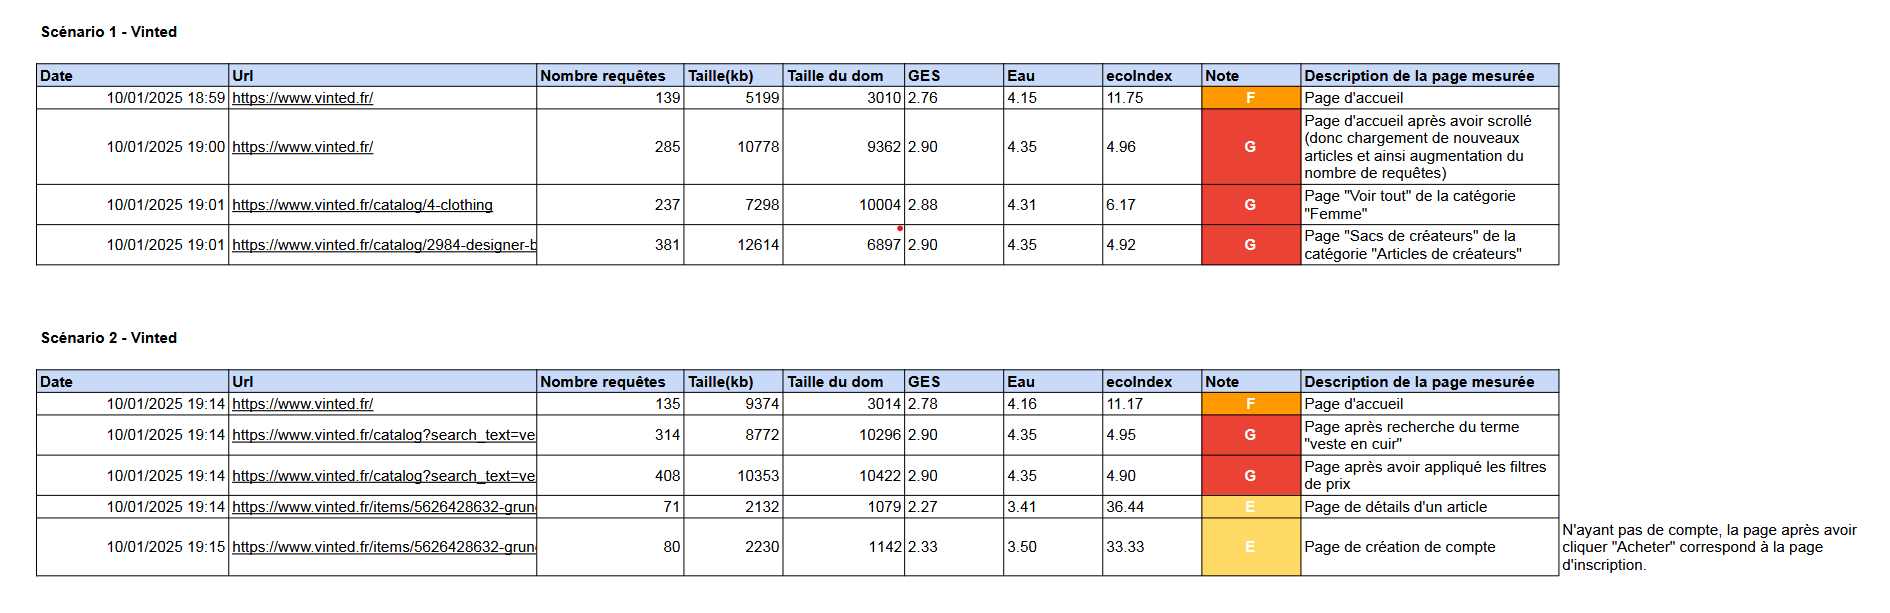 Scénario 1 - Vinted
Date Url Nombre requêtes Taille(kb) Taille du dom GES Eau ecoIndex Note Description de la page mesurée
10/01/2025 18:59 https://www.vinted.fr/ 139 5199 3010 2.76 4.15 11.75 F Page d'accueil
10/01/2025 19:00 https://www.vinted.fr/ 285 10778 9362 2.90 4.35 4.96 G Page d'accueil après avoir scrollé
(donc chargement de nouveaux
articles et ainsi augmentation du
nombre de requêtes)
10/01/2025 19:01 https://www.vinted.fr/catalog/4-clothing 237 7298 10004 2.88 4.31 6.17 G Page "Voir tout" de la catégorie
"Femme"
10/01/2025 19:01 https://www.vinted.fr/catalog/2984-designer-b 381 12614 6897 2.90 4.35 4.92 G Page "Sacs de créateurs" de la
catégorie "Articles de créateurs"
Scénario 2 - Vinted
Date Url Nombre requêtes Taille(kb) Taille du dom GES Eau ecoIndex Note Description de la page mesurée
10/01/2025 19:14 https://www.vinted.fr/ 135 9374 3014 2.78 4.16 11.17 F Page d'accueil
10/01/2025 19:14 https://www.vinted.fr/catalog?search_text=ve 314 8772 10296 2.90 4.35 4.95 G Page après recherche du terme
"veste en cuir"
10/01/2025 19:14 https://www.vinted.fr/catalog?search_text=ve 408 10353 10422 2.90 4.35 4.90 G Page après avoir appliqué les filtres
de prix
10/01/2025 19:14 https://www.vinted.fr/items/5626428632-grun 71 2132 1079 2.27 3.41 36.44 E Page de détails d'un article
10/01/2025 19:15 https://www.vinted.fr/items/5626428632-grun 80 2230 1142 2.33 3.50 33.33 E Page de création de compte
N'ayant pas de compte, la page après avoir
cliquer "Acheter" correspond à la page
d'inscription.